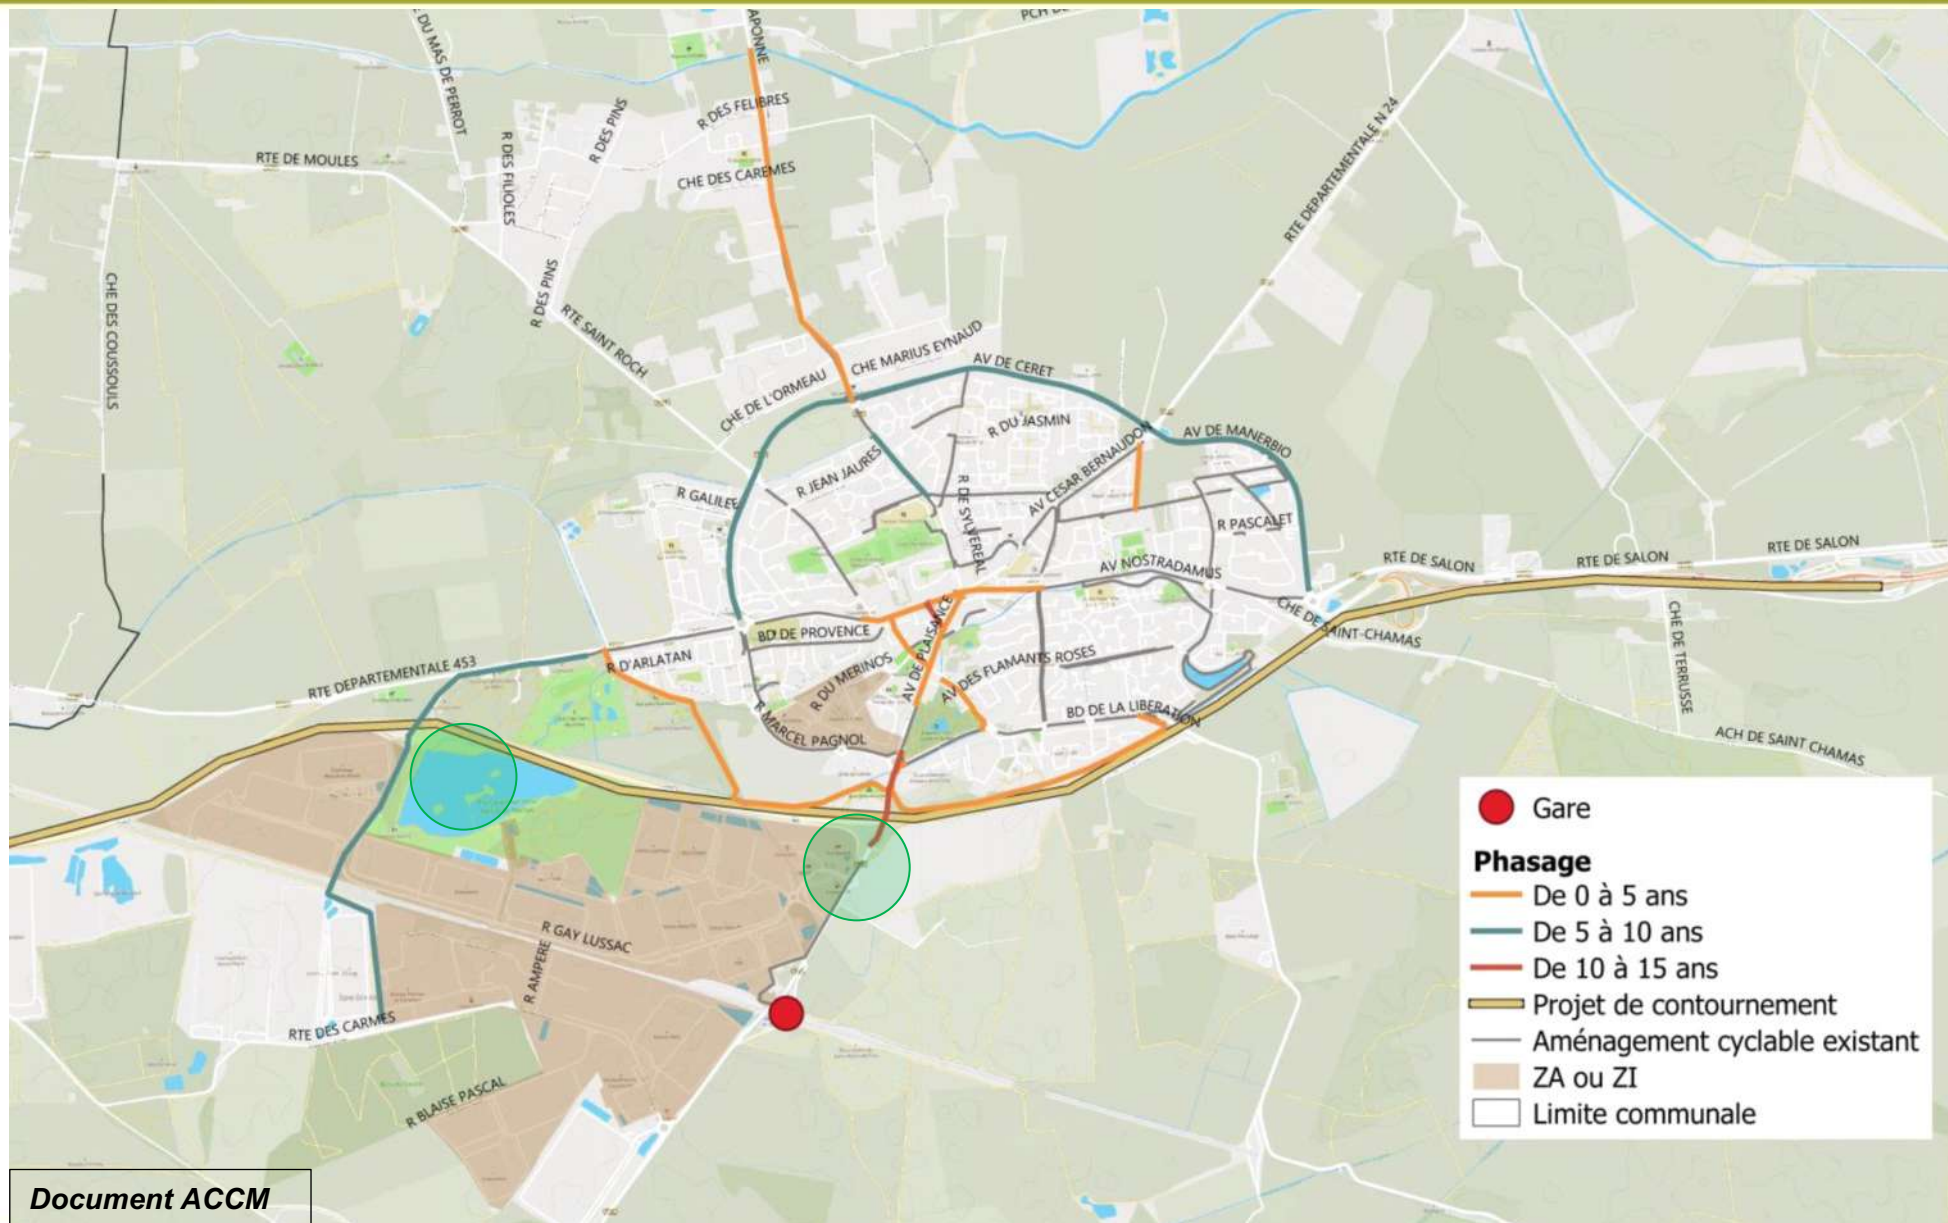 E DU MAS DE PERROT
APONNE
PCH DE
R DES FELIBRES
R DES PINS
R DES FILIOLES
RTE DE MOULES
CHE DES CAREMES
RTE DEPARTEMENTALE N 24
CHE DES COUSSOULS
R DES PINS
RTE SAINT ROCH
CHE MARIUS EYNAUD
AV DE CERET
CHE DE L'ORMEAU
R DU JASMIN
AV DE MANERBIO
R JEAN JAURES
R DE SYLVEREAL
AV CESAR BERNAUDON
R GALILEE
R PASCALET
RTE DE SALON
RTE DE SALON
RTE DE SALON
AV NOSTRADAMUS
CHE DE SAINT-CHAMAS
BD DE PROVENCE
AV DE PLAISANCE
R D'ARLATAN
RTE DEPARTEMENTALE 453
R DU MERINOS
AV DES FLAMANTS ROSES
CHE DE TERRUSSE
R MARCEL PAGNOL
BD DE LA LIBERATION
ACH DE SAINT CHAMAS
R GAY LUSSAC
R AMPERE
RTE DES CARMES
R BLAISE PASCAL
Gare
Phasage
De 0 à 5 ans
De 5 à 10 ans
De 10 à 15 ans
Projet de contournement
Aménagement cyclable existant
ZA ou ZI
Limite communale
Document ACCM